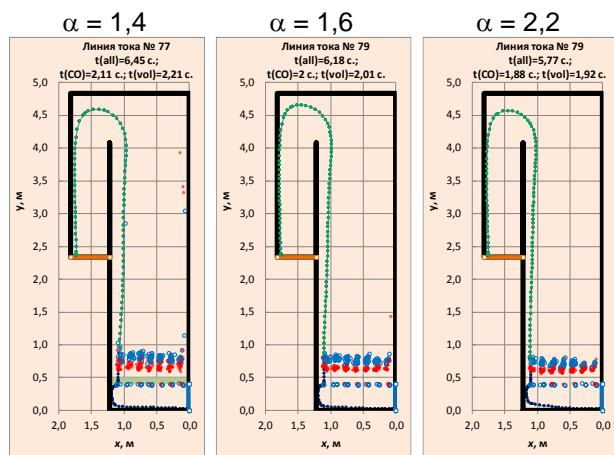 α = 1,4
α = 1,6
α = 2,2
Линия тока № 77
t(all)=6,45 с.;
t(CO)=2,11 с.; t(vol)=2,21 с.
5,0
4,5
4,0
3,5
3,0
2,5
2,0
1,5
1,0
0,5
0,0
y, м
2,0
1,5
1,0
0,5
0,0
x, м
Линия тока № 79
t(all)=6,18 с.;
t(CO)=2 с.; t(vol)=2,01 с.
5,0
4,5
4,0
3,5
3,0
2,5
2,0
1,5
1,0
0,5
0,0
y, м
2,0
1,5
1,0
0,5
0,0
x, м
Линия тока № 79
t(all)=5,77 с.;
t(CO)=1,88 с.; t(vol)=1,92 с.
5,0
4,5
4,0
3,5
3,0
2,5
2,0
1,5
1,0
0,5
0,0
y, м
2,0
1,5
1,0
0,5
0,0
x, м